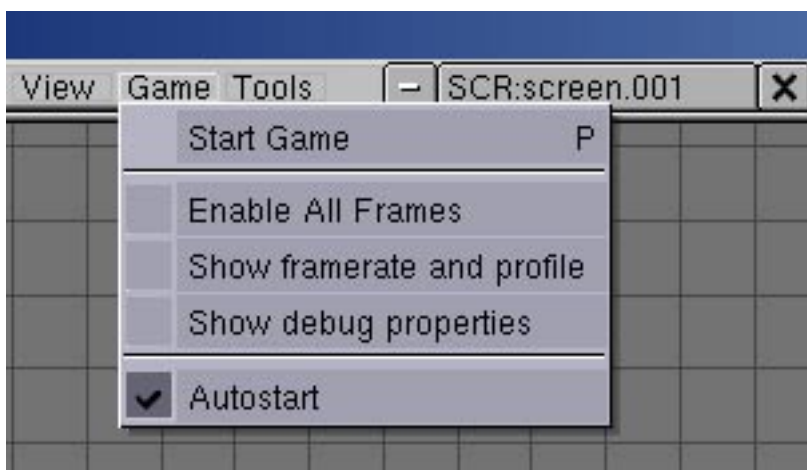 View Game Tools SCR:screen.001
Start Game P
Enable All Frames
Show framerate and profile
Show debug properties
Autostart